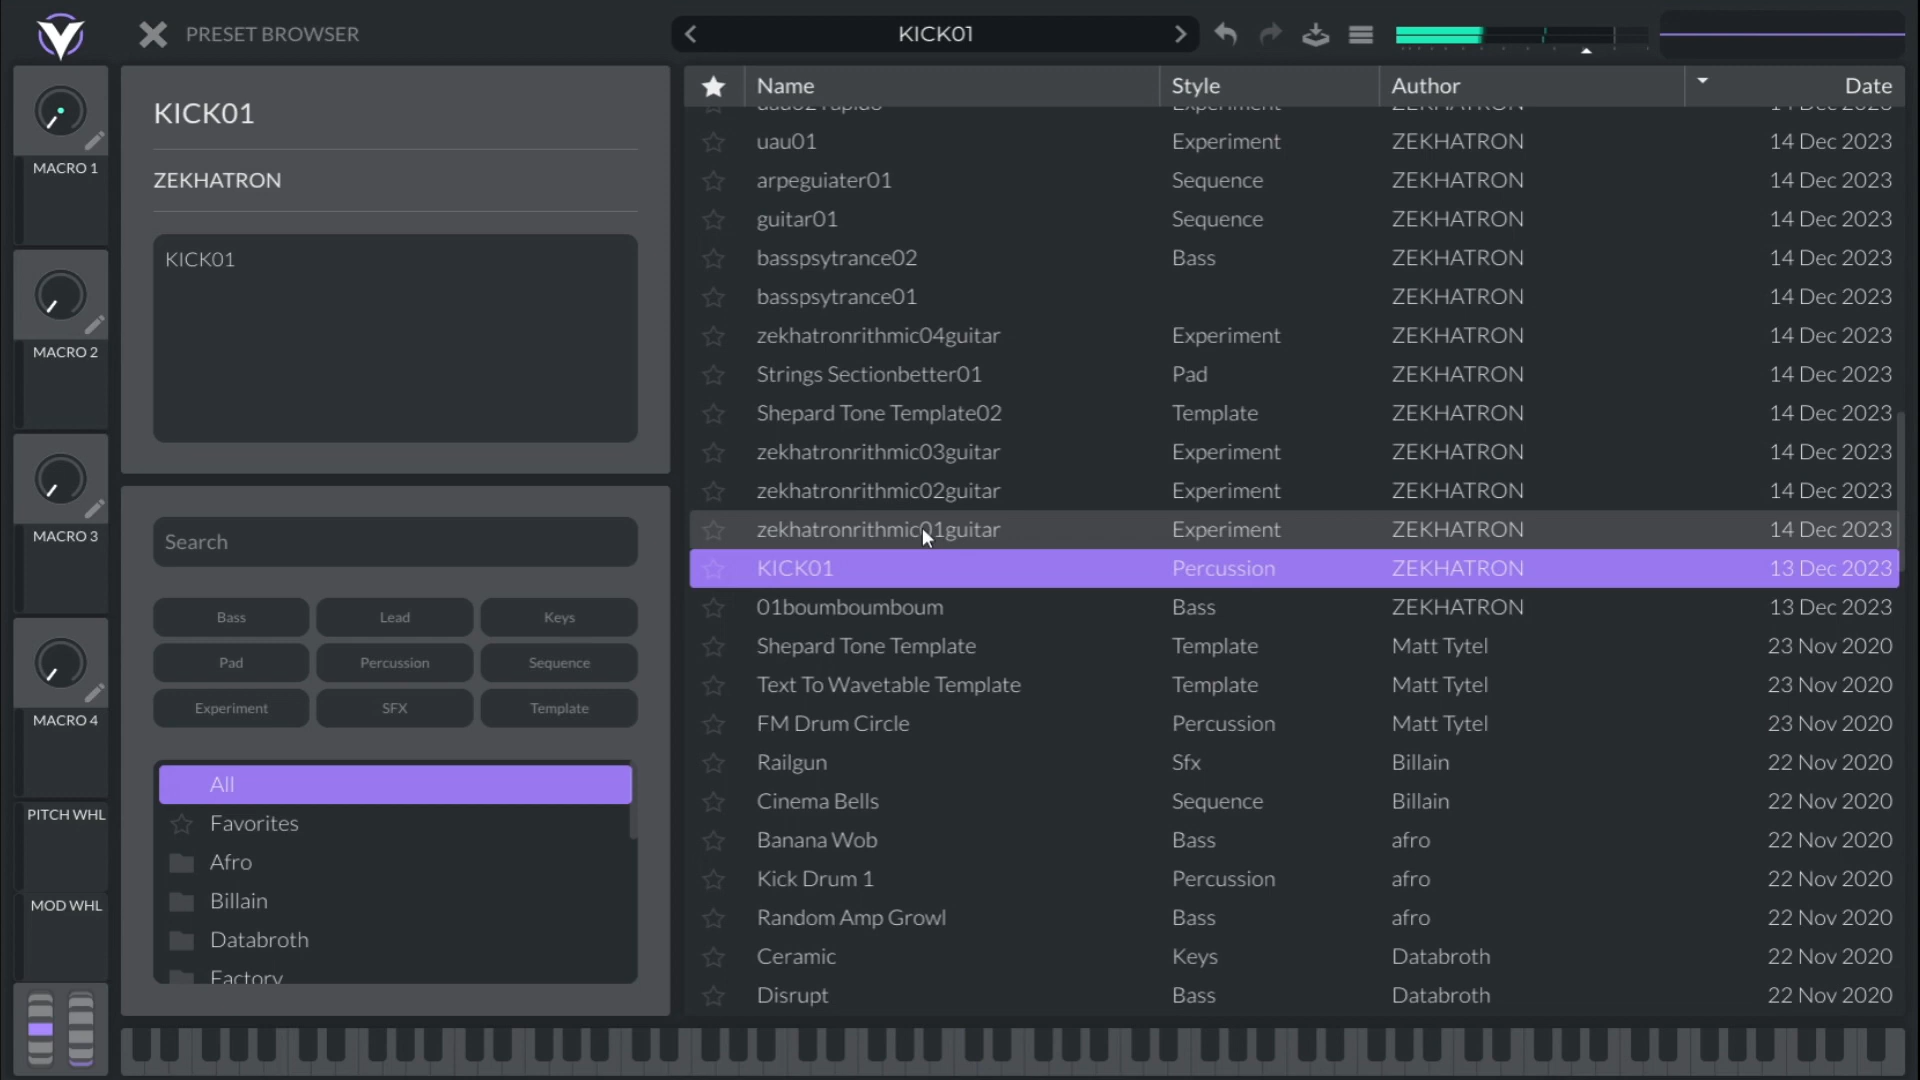 PRESET BROWSER
KICK01
MACRO 1
MACRO 2
MACRO 3
MACRO 4
PITCH WHL
MOD WHL
KICK01
ZEKHATRON
KICK01
Search
Bass Lead Keys
Pad Percussion Sequence
Experiment SFX Template
All
Favorites
Afro
Billain
Databroth
Factory
Name Style Author Date
uau01 Experiment ZEKHATRON 14 Dec 2023
arpeguiater01 Sequence ZEKHATRON 14 Dec 2023
guitar01 Sequence ZEKHATRON 14 Dec 2023
basspsytrance02 Bass ZEKHATRON 14 Dec 2023
basspsytrance01 ZEKHATRON 14 Dec 2023
zekhatronrithmic04guitar Experiment ZEKHATRON 14 Dec 2023
Strings Sectionbetter01 Pad ZEKHATRON 14 Dec 2023
Shepard Tone Template02 Template ZEKHATRON 14 Dec 2023
zekhatronrithmic03guitar Experiment ZEKHATRON 14 Dec 2023
zekhatronrithmic02guitar Experiment ZEKHATRON 14 Dec 2023
zekhatronrithmic01guitar Experiment ZEKHATRON 14 Dec 2023
KICK01 Percussion ZEKHATRON 13 Dec 2023
01boumboumboum Bass ZEKHATRON 13 Dec 2023
Shepard Tone Template Template Matt Tytel 23 Nov 2020
Text To Wavetable Template Template Matt Tytel 23 Nov 2020
FM Drum Circle Percussion Matt Tytel 23 Nov 2020
Railgun Sfx Billain 22 Nov 2020
Cinema Bells Sequence Billain 22 Nov 2020
Banana Wob Bass afro 22 Nov 2020
Kick Drum 1 Percussion afro 22 Nov 2020
Random Amp Growl Bass afro 22 Nov 2020
Ceramic Keys Databroth 22 Nov 2020
Disrupt Bass Databroth 22 Nov 2020